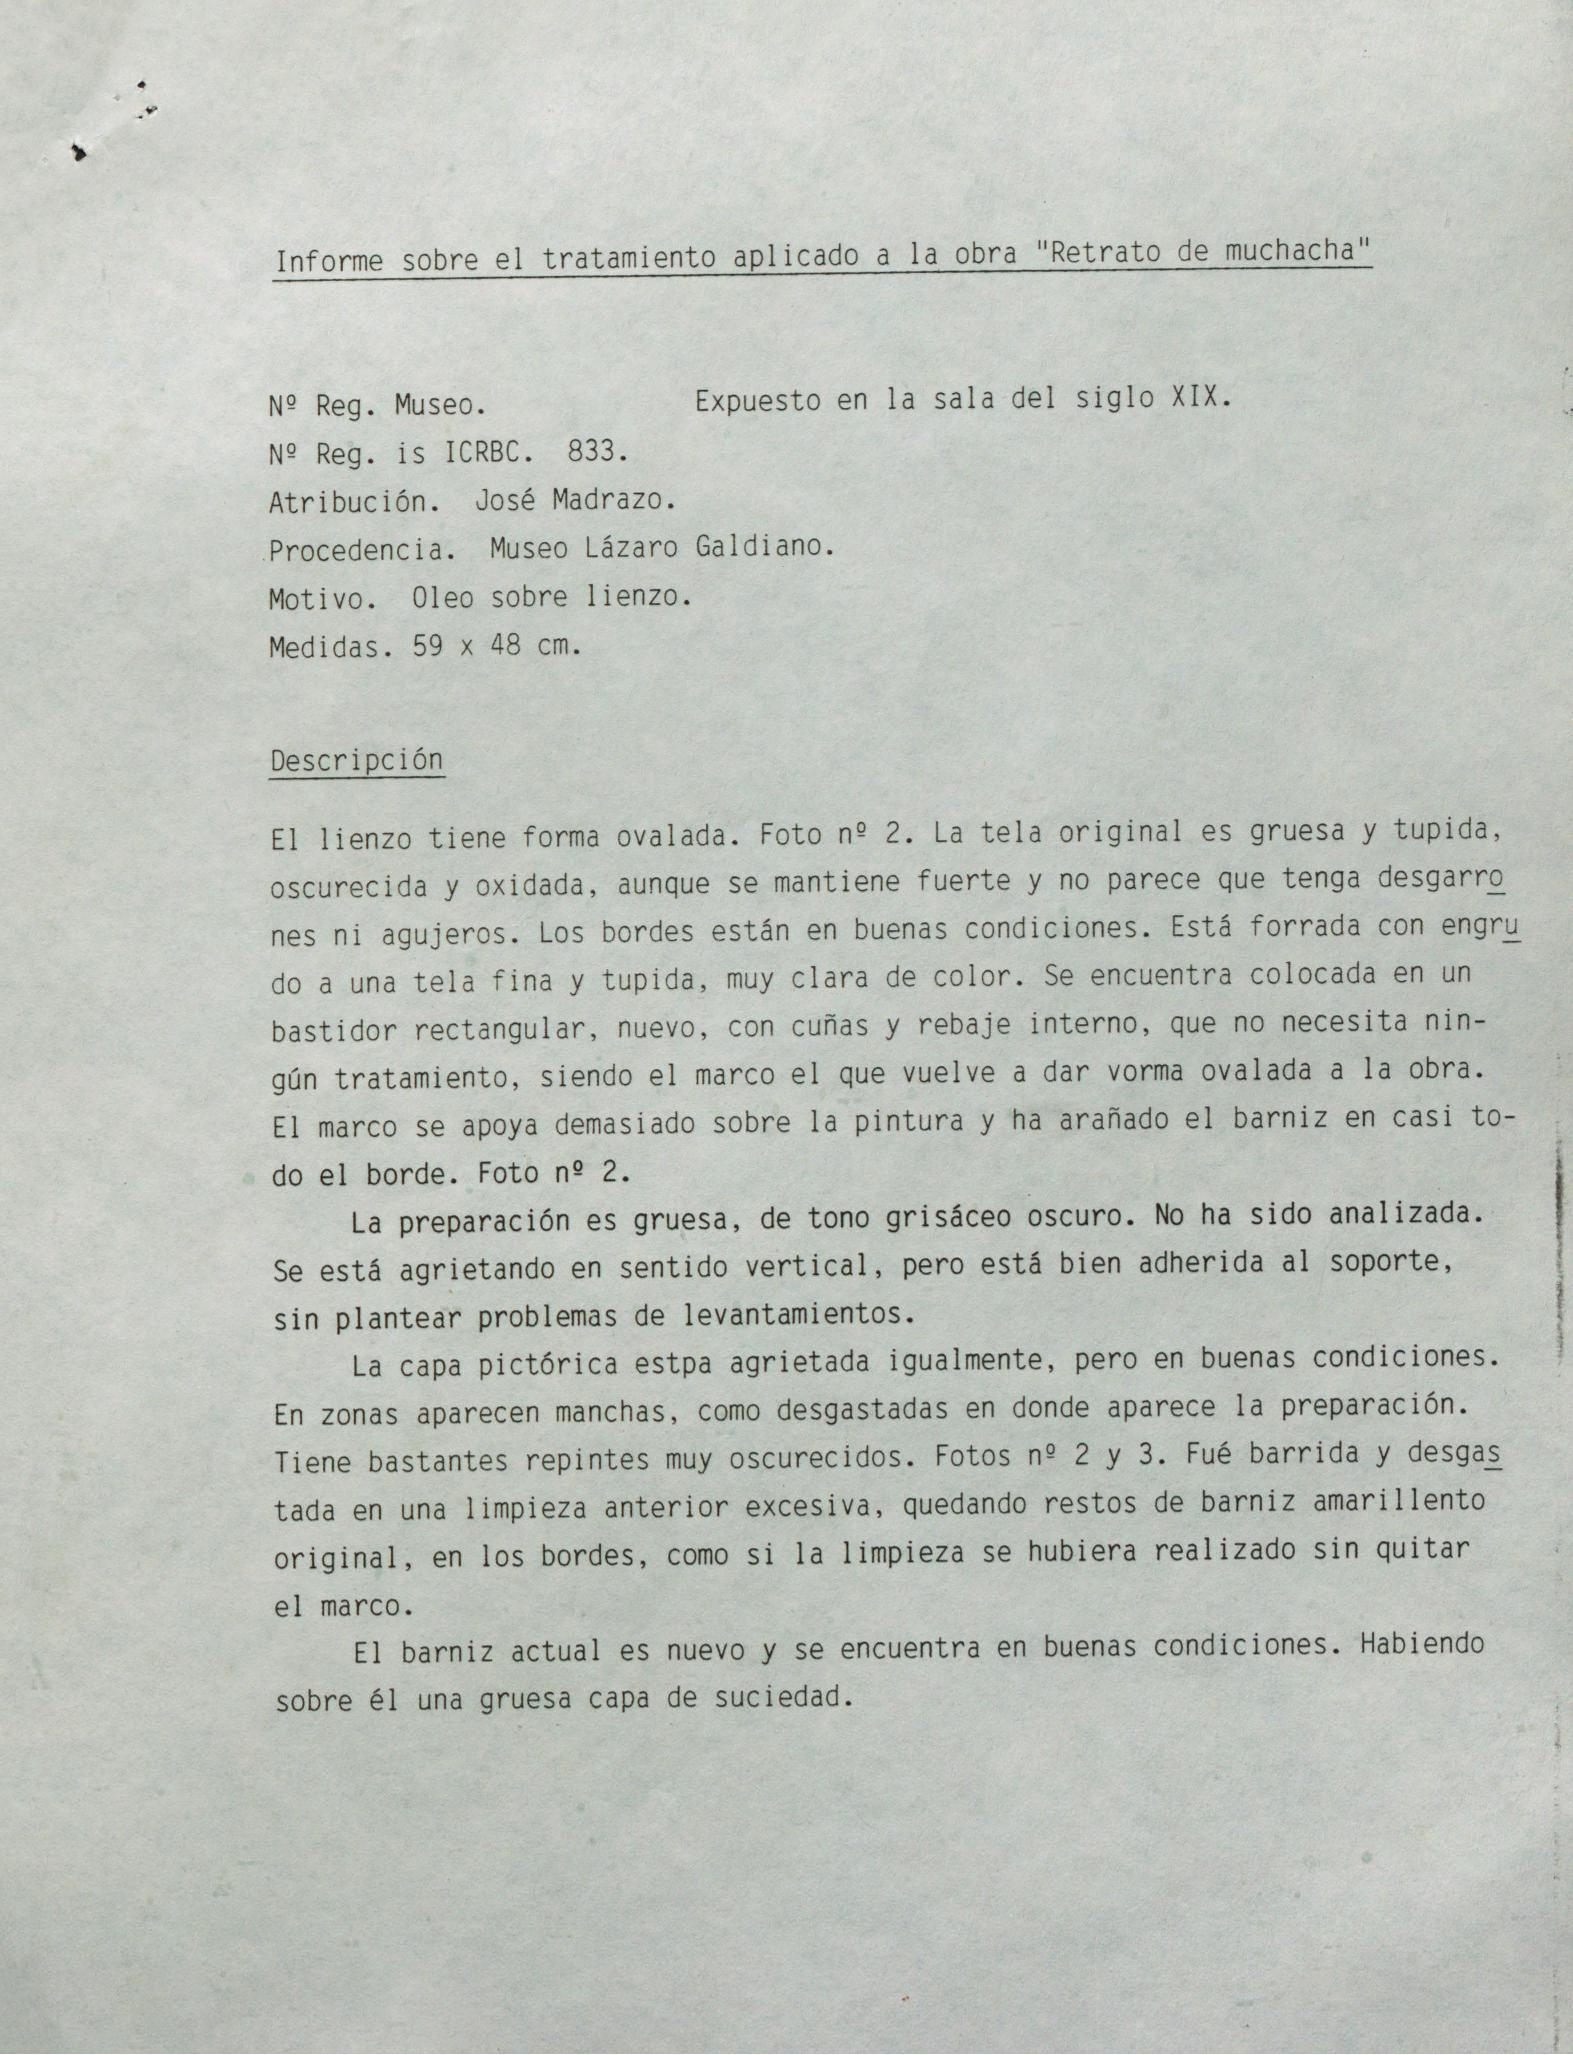 Informe sobre el tratamiento aplicado a la obra "Retrato de muchacha"
Nº Reg. Museo. Expuesto en la sala del siglo XIX.
Nº Reg. is ICRBC. 833.
Atribución. José Madrazo.
Procedencia. Museo Lázaro Galdiano.
Motivo. Oleo sobre lienzo.
Medidas. 59 x 48 cm.
Descripción
El lienzo tiene forma ovalada. Foto nº 2. La tela original es gruesa y tupida,
oscurecida y oxidada, aunque se mantiene fuerte y no parece que tenga desgarro
nes ni agujeros. Los bordes están en buenas condiciones. Está forrada con engru
do a una tela fina y tupida, muy clara de color. Se encuentra colocada en un
bastidor rectangular, nuevo, con cuñas y rebaje interno, que no necesita nin-
gún tratamiento, siendo el marco el que vuelve a dar vorma ovalada a la obra.
El marco se apoya demasiado sobre la pintura y ha arañado el barniz en casi to-
do el borde. Foto nº 2.
La preparación es gruesa, de tono grisáceo oscuro. No ha sido analizada.
Se está agrietando en sentido vertical, pero está bien adherida al soporte,
sin plantear problemas de levantamientos.
La capa pictórica estpa agrietada igualmente, pero en buenas condiciones.
En zonas aparecen manchas, como desgastadas en donde aparece la preparación.
Tiene bastantes repintes muy oscurecidos. Fotos nº 2 y 3. Fué barrida y desgas
tada en una limpieza anterior excesiva, quedando restos de barniz amarillento
original, en los bordes, como si la limpieza se hubiera realizado sin quitar
el marco.
El barniz actual es nuevo y se encuentra en buenas condiciones. Habiendo
sobre él una gruesa capa de suciedad.